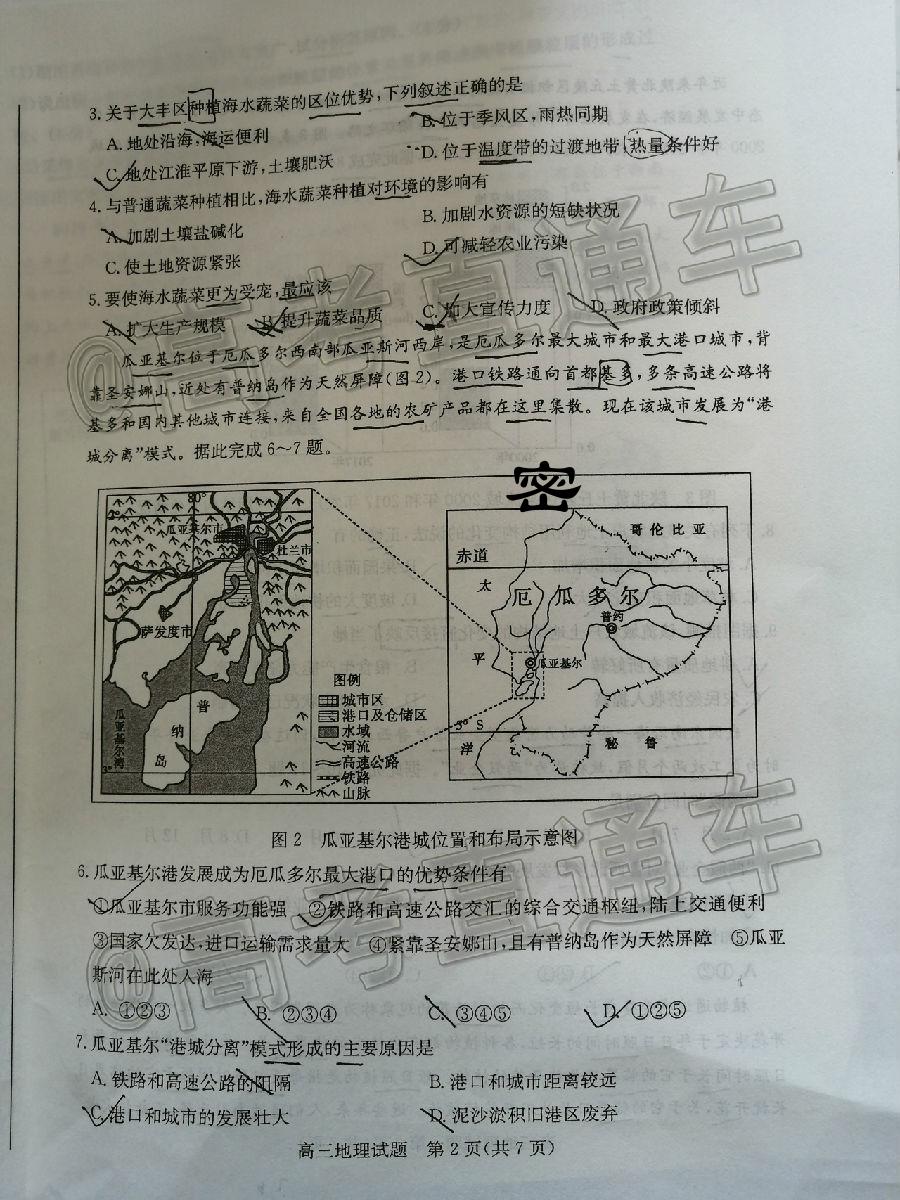 3.关于大丰区种植海水蔬菜的区位优势,下列叙述正确的是
A.地处沿海,海运便利
B.位于季风区,雨热同期
C.地处江淮平原下游,土壤肥沃
D.位于温度带的过渡地带,热量条件好
4.与普通蔬菜种植相比,海水蔬菜种植对环境的影响有
A.加剧土壤盐碱化
B.加剧水资源的短缺状况
C.使土地资源紧张
D.可减轻农业污染
5.要使海水蔬菜更为受宠,最应该
A.扩大生产规模
B.提升蔬菜品质
C.加大宣传力度
D.政府政策倾斜
瓜亚基尔位于厄瓜多尔西南部瓜亚斯河西岸,是厄瓜多尔最大城市和最大港口城市,背
靠圣安娜山,近处有普纳岛作为天然屏障(图2)。港口铁路通向首都基多,多条高速公路将
基多和国内其他城市连接,来自全国各地的农矿产品都在这里集散。现在该城市发展为“港
城分离”模式。据此完成6～7题。
密
80°
2°
瓜亚基尔市
杜兰市
萨发度市
瓜亚基尔湾
普纳岛
3°
图例
城市区
港口及仓储区
水域
河流
高速公路
铁路
山脉
哥伦比亚
赤道
太平洋
厄瓜多尔
普约
瓜亚基尔
3° S
秘鲁
图2 瓜亚基尔港城位置和布局示意图
6.瓜亚基尔港发展成为厄瓜多尔最大港口的优势条件有
①瓜亚基尔市服务功能强 ②铁路和高速公路交汇的综合交通枢纽,陆上交通便利
③国家欠发达,进口运输需求量大 ④紧靠圣安娜山,且有普纳岛作为天然屏障 ⑤瓜亚
斯河在此处入海
A.①②③
B.②③④
C.③④⑤
D.①②⑤
7.瓜亚基尔“港城分离”模式形成的主要原因是
A.铁路和高速公路的阻隔
B.港口和城市距离较远
C.港口和城市的发展壮大
D.泥沙淤积旧港区废弃
高三地理试题 第2页(共7页)
@高考直通车
@高考直通车